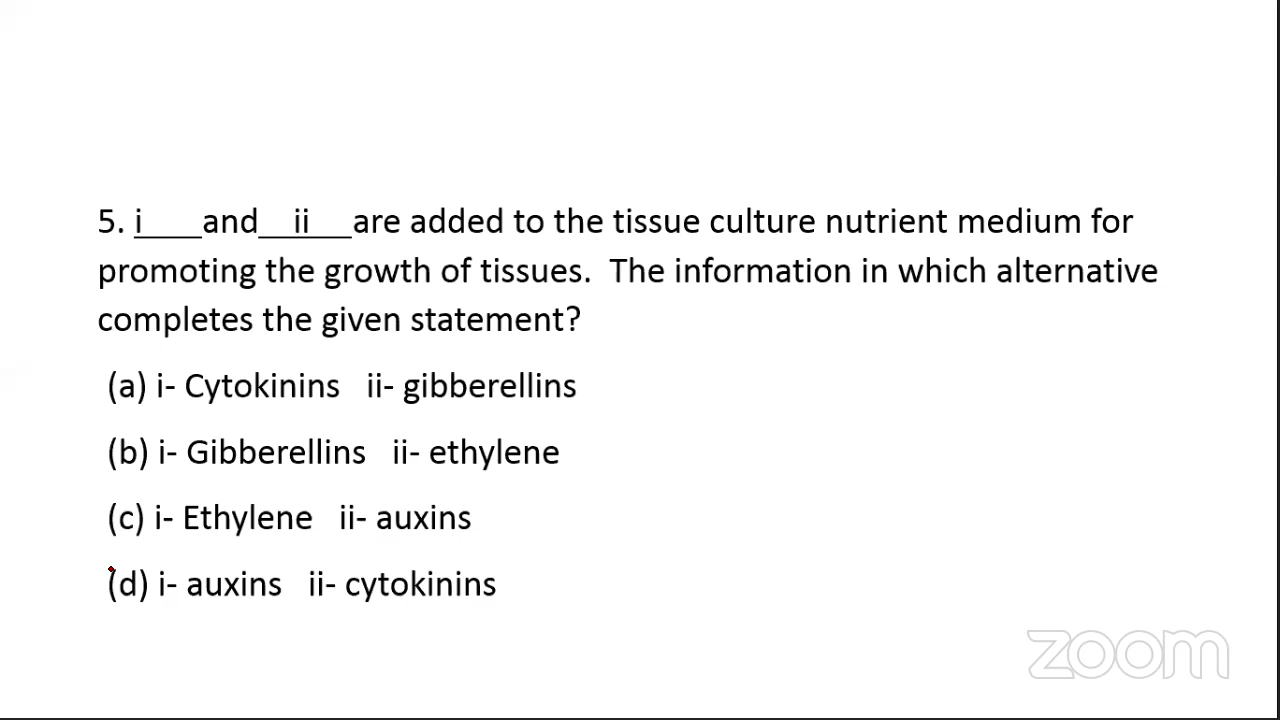 5. i____and__ii__are added to the tissue culture nutrient medium for
promoting the growth of tissues. The information in which alternative
completes the given statement?
(a) i- Cytokinins ii- gibberellins
(b) i- Gibberellins ii- ethylene
(c) i- Ethylene ii- auxins
(d) i- auxins ii- cytokinins
zoom